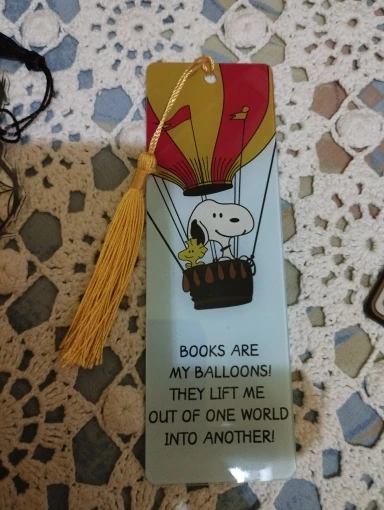 BOOKS ARE
MY BALLOONS!
THEY LIFT ME
OUT OF ONE WORLD
INTO ANOTHER!